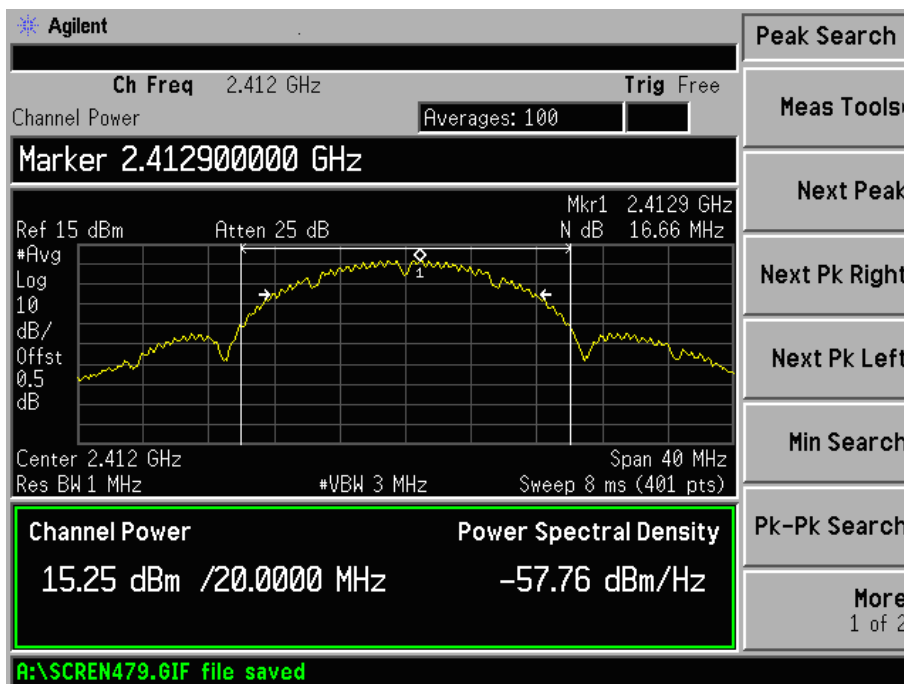 Agilent
Peak Search
Ch Freq 2.412 GHz Trig Free
Channel Power Averages: 100
Meas Tools
Marker 2.412900000 GHz
Next Peak
Mkr1 2.4129 GHz
Ref 15 dBm Atten 25 dB N dB 16.66 MHz
#Avg
Log
10
dB/
Offst
0.5
dB
1
Next Pk Right
Next Pk Left
Min Search
Center 2.412 GHz Span 40 MHz
Res BW 1 MHz #VBW 3 MHz Sweep 8 ms (401 pts)
Channel Power Power Spectral Density
Pk-Pk Search
15.25 dBm /20.0000 MHz -57.76 dBm/Hz
More
1 of 2
A:\SCREN479.GIF file saved